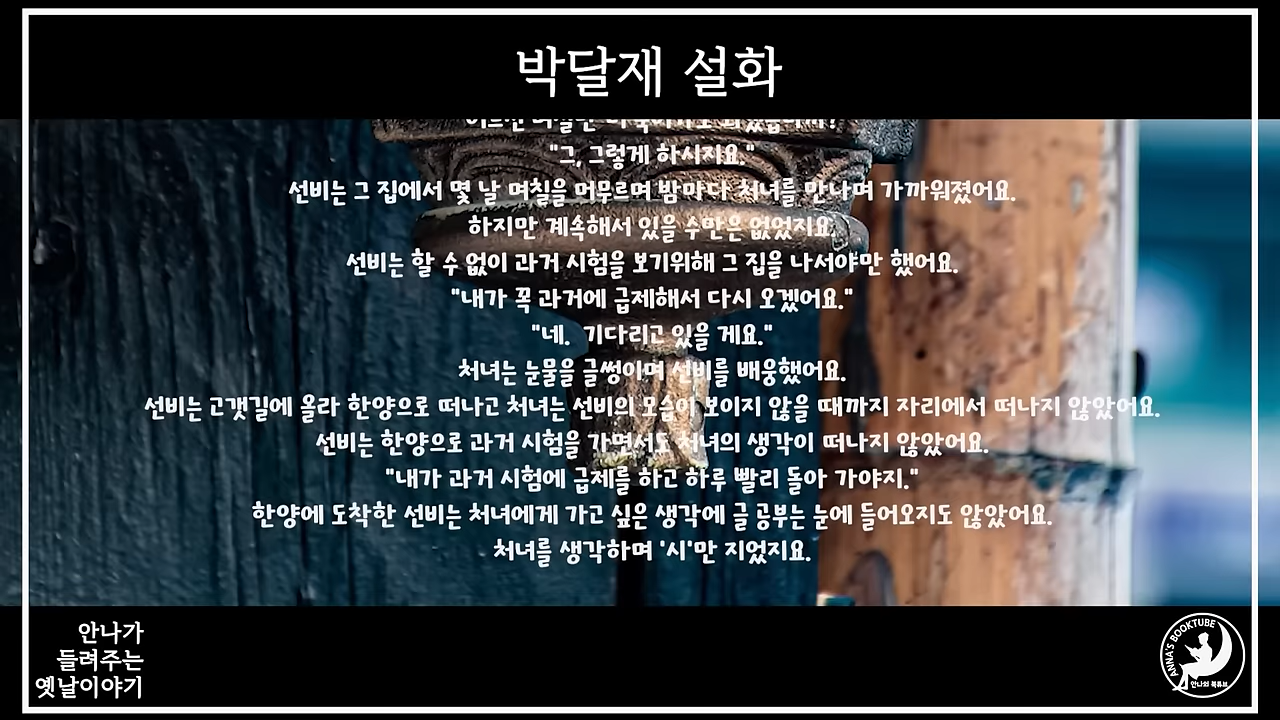 박달재 설화
"그, 그렇게 하시지요."
선비는 그 집에서 몇 날 며칠을 머무르며 밤마다 처녀를 만나며 가까워졌어요.
하지만 계속해서 있을 수만은 없었지요.
선비는 할 수 없이 과거 시험을 보기위해 그 집을 나서야만 했어요.
"내가 꼭 과거에 급제해서 다시 오겠어요."
"네. 기다리고 있을 게요."
처녀는 눈물을 글썽이며 선비를 배웅했어요.
선비는 고갯길에 올라 한양으로 떠나고 처녀는 선비의 모습이 보이지 않을 때까지 자리에서 떠나지 않았어요.
선비는 한양으로 과거 시험을 가면서도 처녀의 생각이 떠나지 않았어요.
"내가 과거 시험에 급제를 하고 하루 빨리 돌아 가야지."
한양에 도착한 선비는 처녀에게 가고 싶은 생각에 글 공부는 눈에 들어오지도 않았어요.
처녀를 생각하며 '시'만 지었지요.
안나가
들려주는
옛날이야기
ANNA'S BOOKTUBE
안나의 북튜브